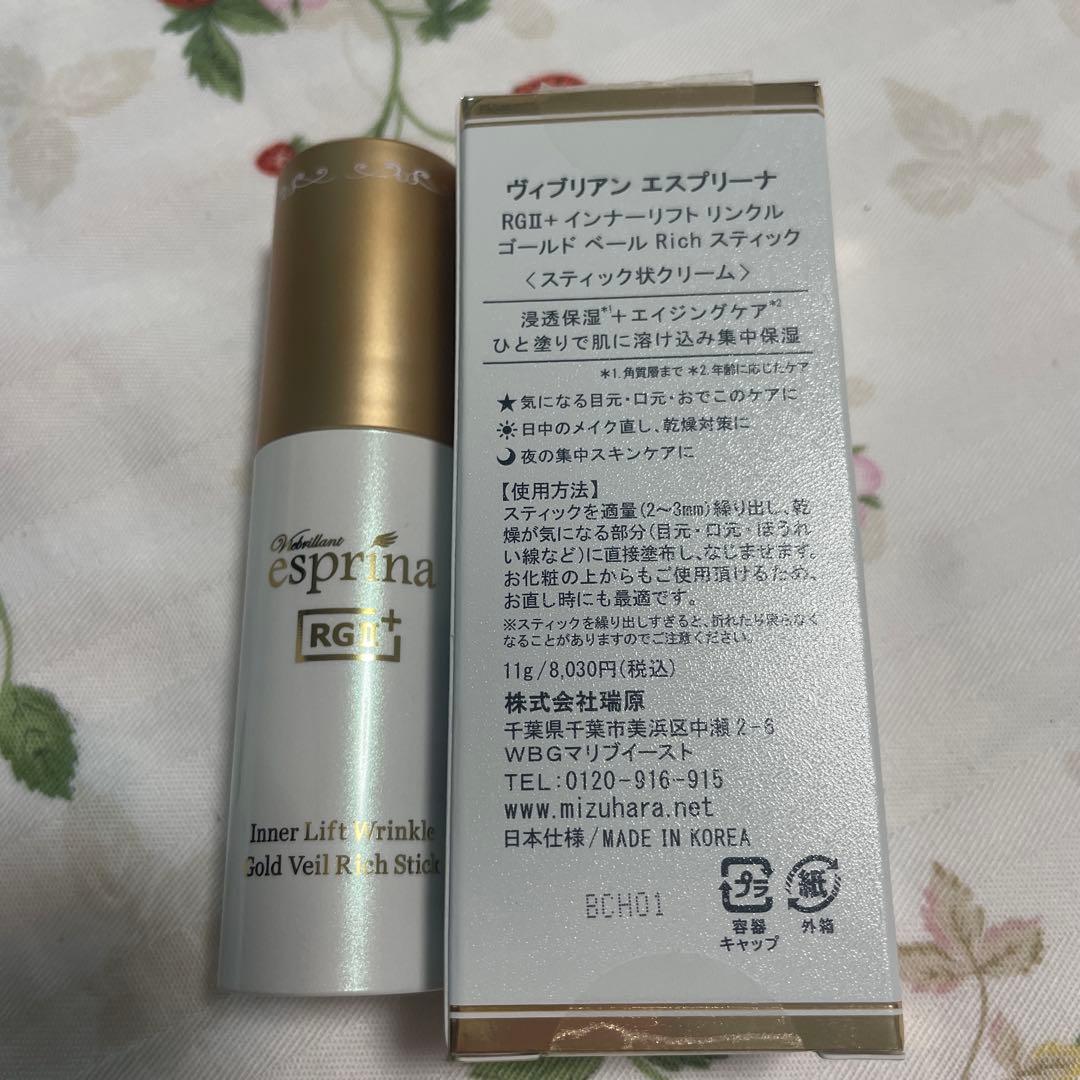 Viebrillant
esprina
RGⅡ+
Inner Lift Wrinkle
Gold Veil Rich Stick
ヴィブリアン エスプリーナ
RGⅡ+ インナーリフト リンクル
ゴールド ベール Rich スティック
〈スティック状クリーム〉
浸透保湿*1+エイジングケア*2
ひと塗りで肌に溶け込み集中保湿
*1.角質層まで *2.年齢に応じたケア
★気になる目元・口元・おでこのケアに
☀日中のメイク直し、乾燥対策に
☾夜の集中スキンケアに
【使用方法】
スティックを適量(2〜3mm)繰り出し、乾
燥が気になる部分(目元・口元・ほうれ
い線など)に直接塗布し、なじませます。
お化粧の上からもご使用頂けるため、
お直し時にも最適です。
※スティックを繰り出しすぎると、折れたり戻らなく
なることがありますのでご注意ください。
11g/8,030円(税込)
株式会社瑞原
千葉県千葉市美浜区中瀬2-6
WBGマリブイースト
TEL:0120-916-915
www.mizuhara.net
日本仕様/MADE IN KOREA
BCH01
プラ
容器
キャップ
紙
外箱